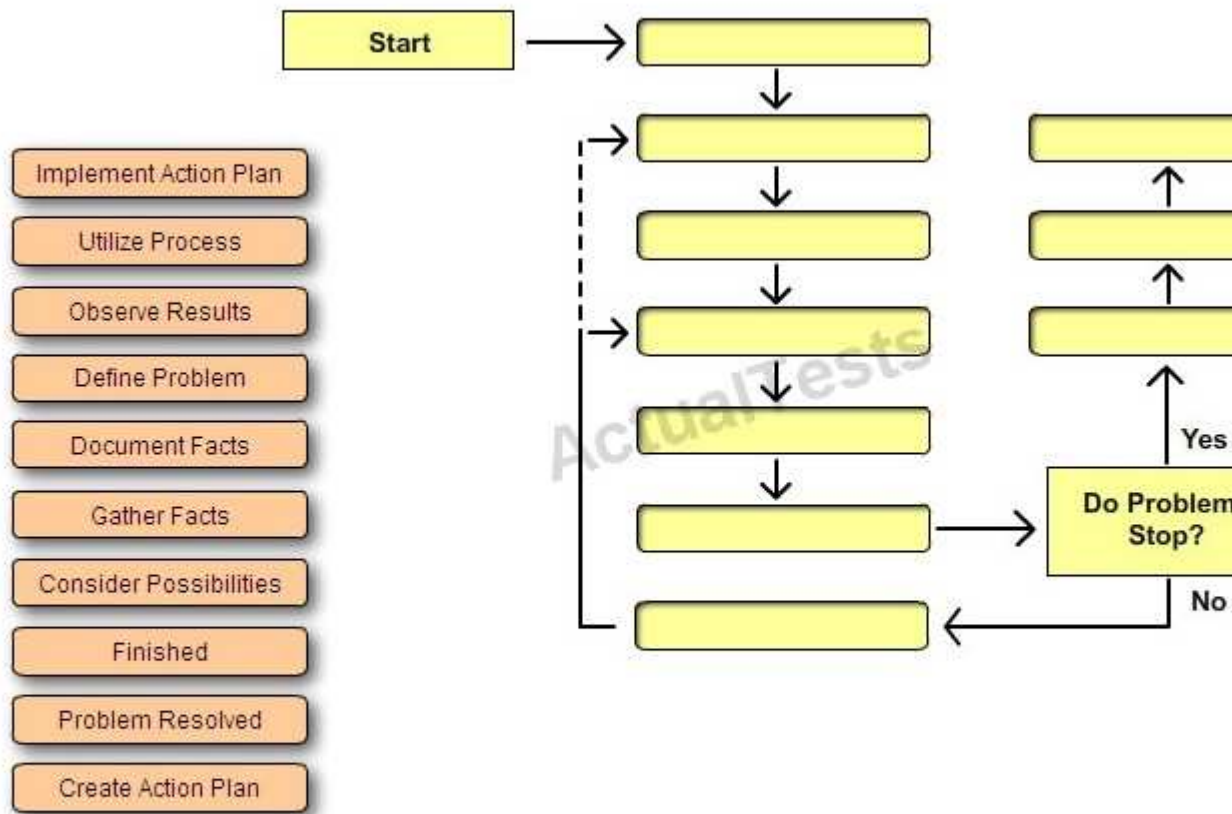 Start
Implement Action Plan
Utilize Process
Observe Results
Define Problem
Document Facts
Gather Facts
Consider Possibilities
Finished
Problem Resolved
Create Action Plan
ActualTests
Yes
Do Problem
Stop?
No